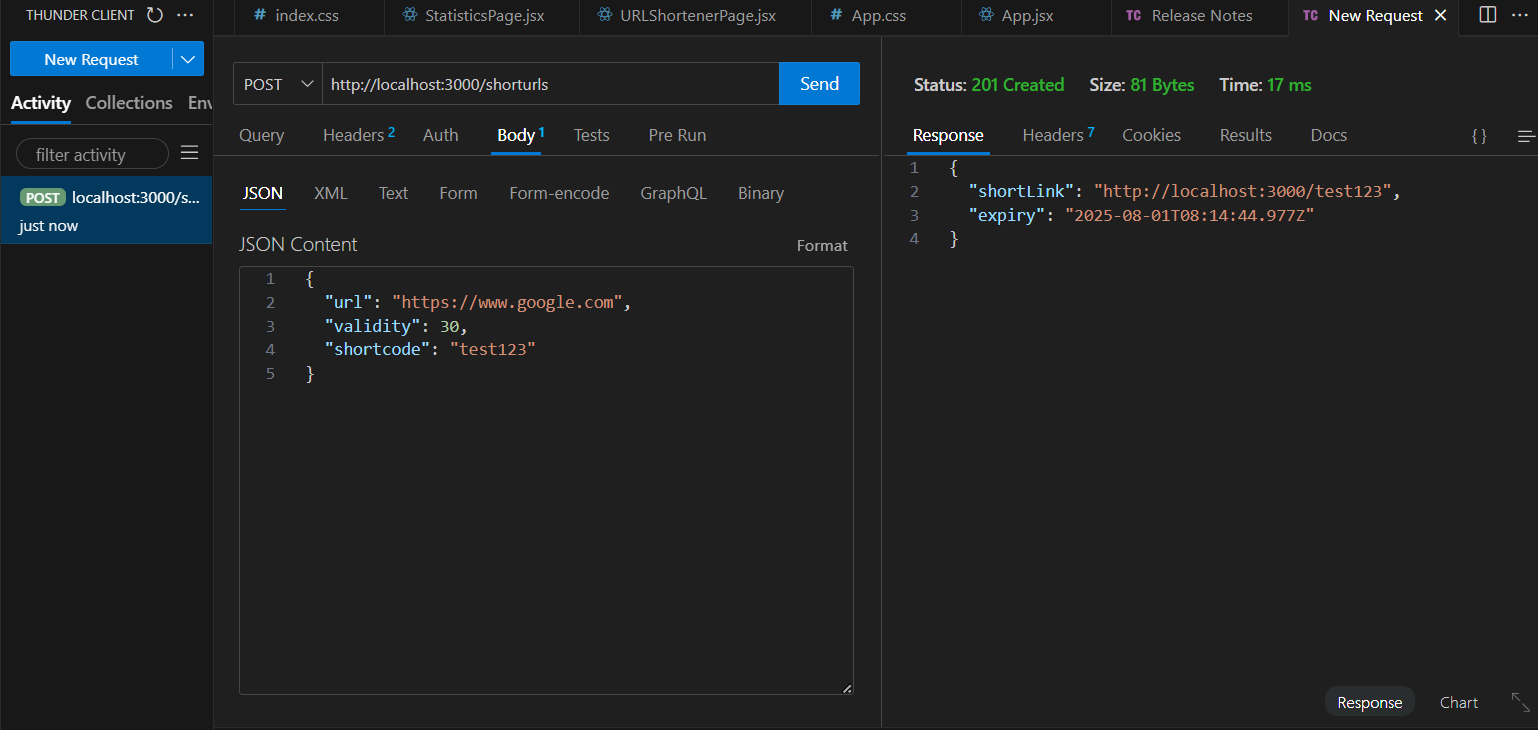 THUNDER CLIENT
New Request
Activity Collections Env
filter activity
POST localhost:3000/s...
just now
# index.css StatisticsPage.jsx URLShortenerPage.jsx # App.css App.jsx TC Release Notes TC New Request
POST http://localhost:3000/shorturls Send
Query Headers 2 Auth Body 1 Tests Pre Run
JSON XML Text Form Form-encode GraphQL Binary
JSON Content Format
1 {
2 "url": "https://www.google.com",
3 "validity": 30,
4 "shortcode": "test123"
5 }
Status: 201 Created Size: 81 Bytes Time: 17 ms
Response Headers 7 Cookies Results Docs { }
1 {
2 "shortLink": "http://localhost:3000/test123",
3 "expiry": "2025-08-01T08:14:44.977Z"
4 }
Response Chart